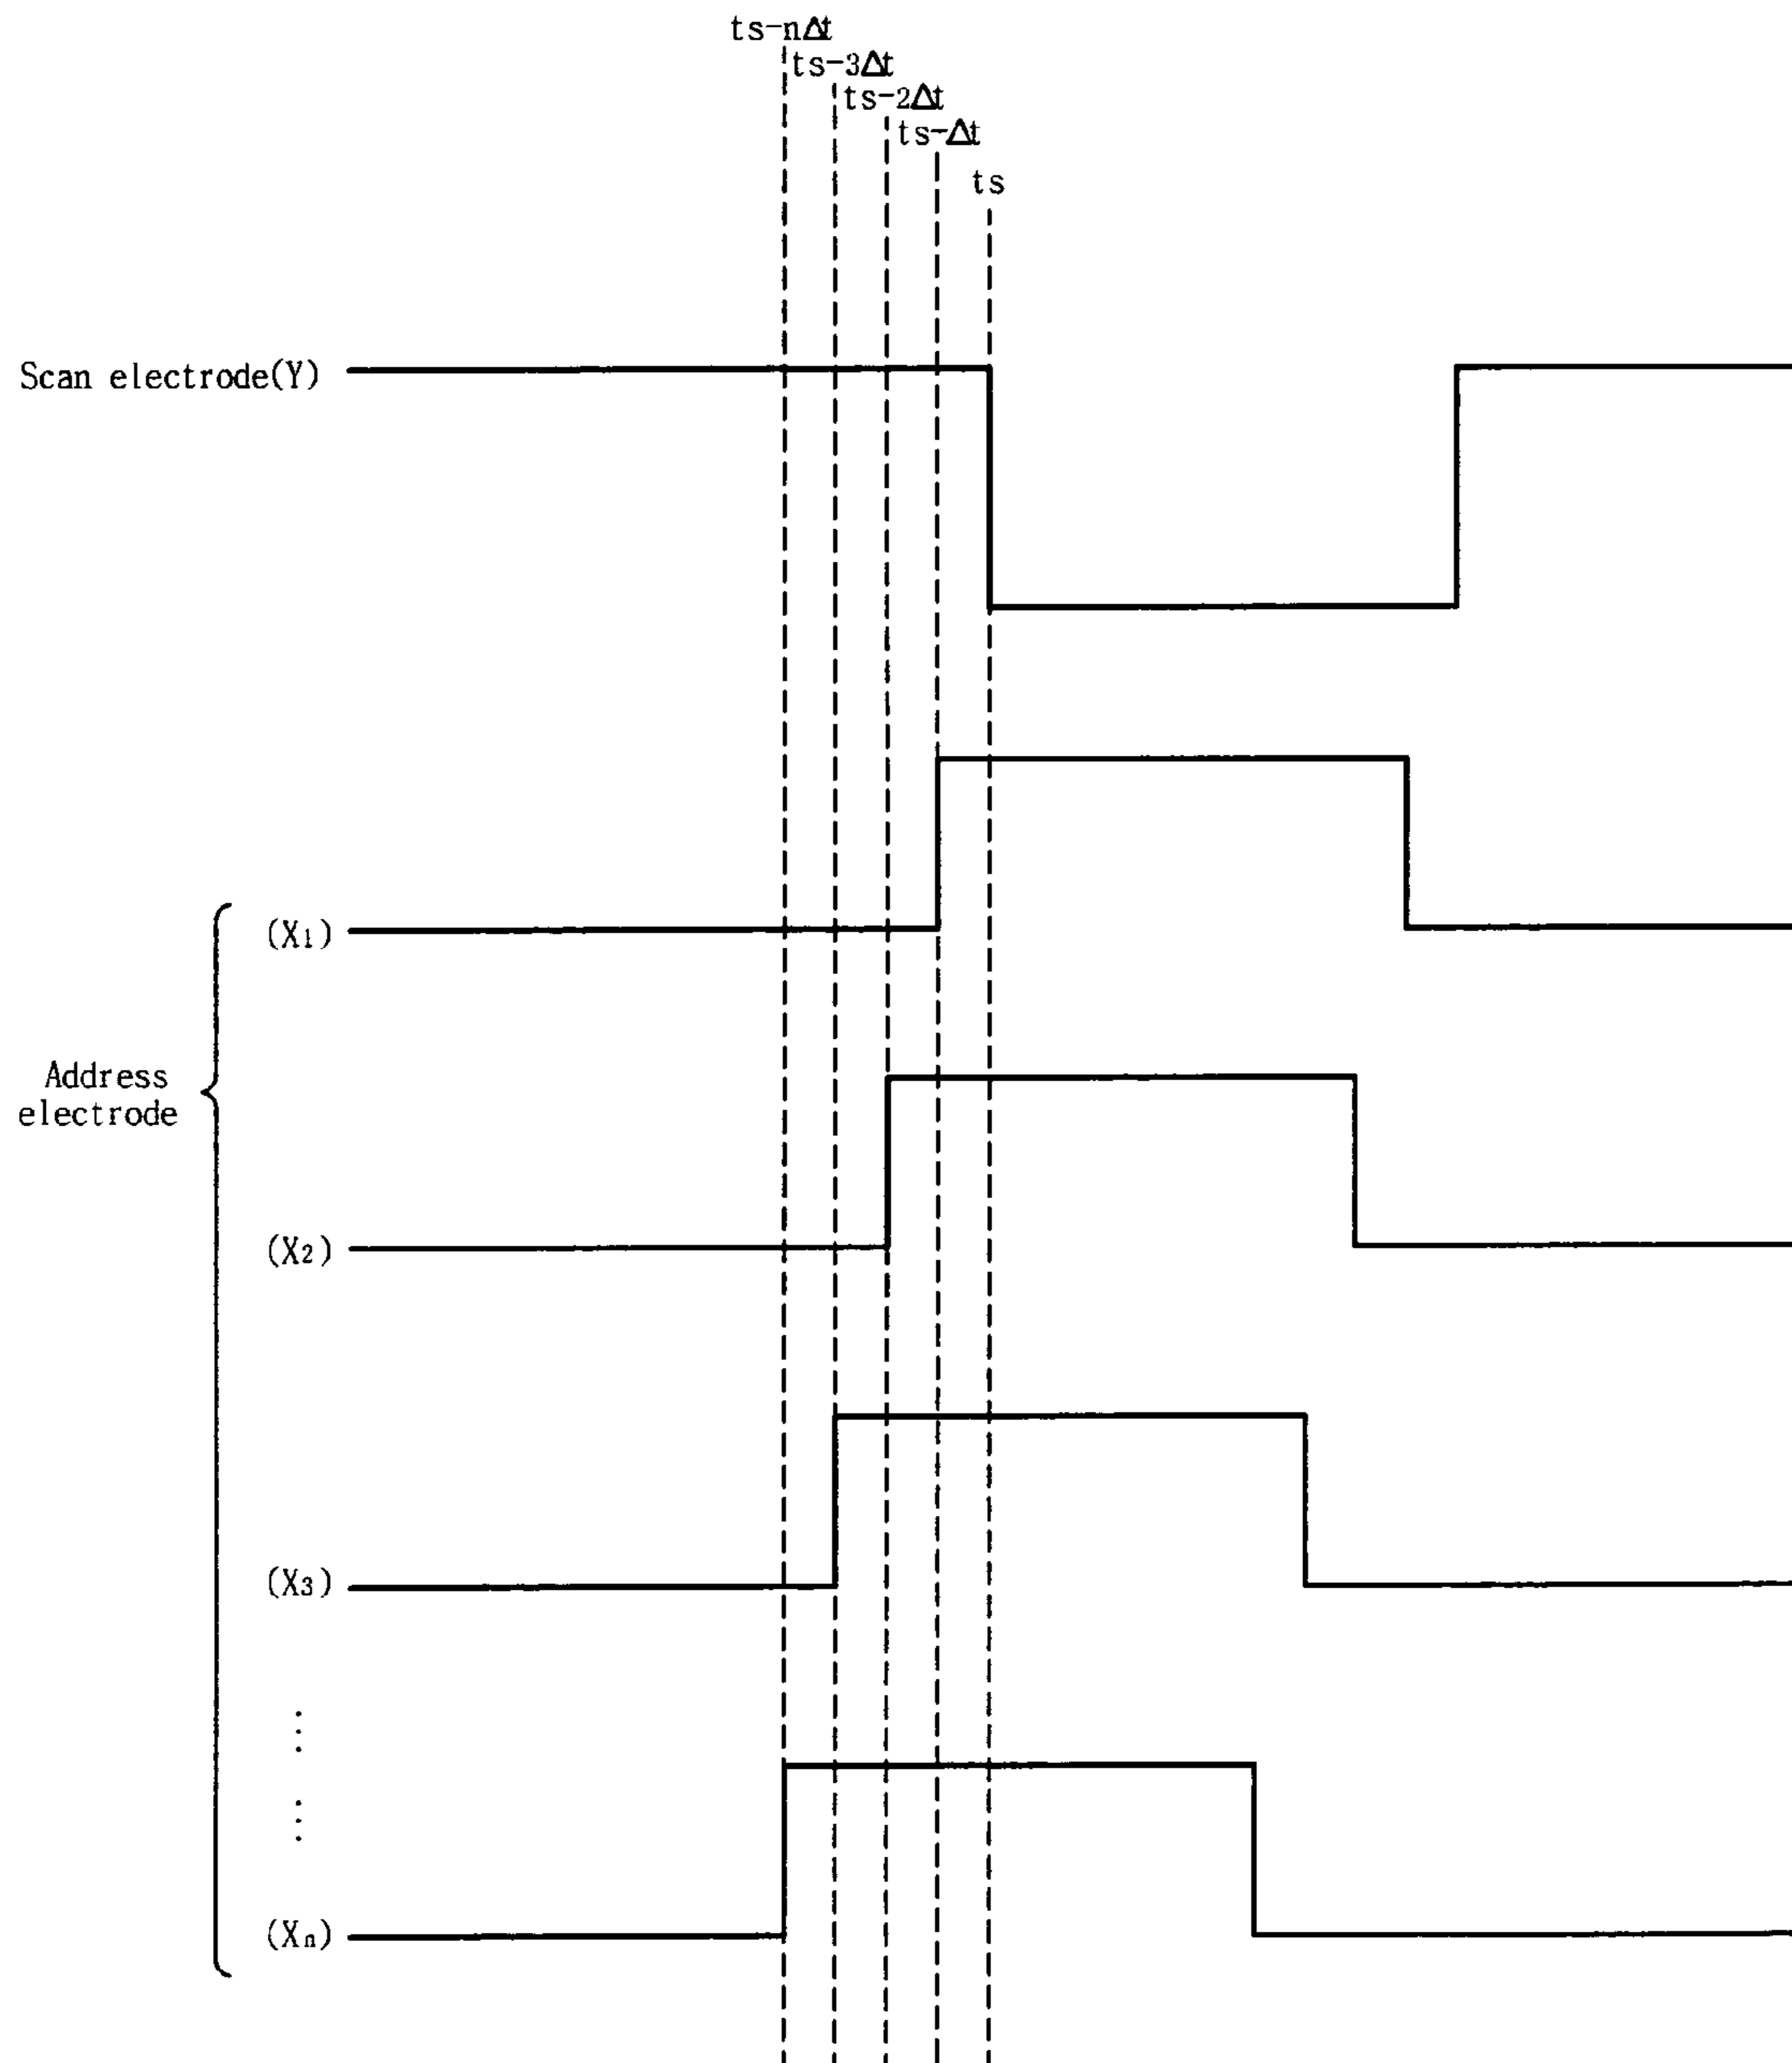 ts-nΔt
ts-3Δt
ts-2Δt
ts-Δt
ts
Scan electrode(Y)
(X1)
Address
electrode
(X2)
(X3)
(Xn)